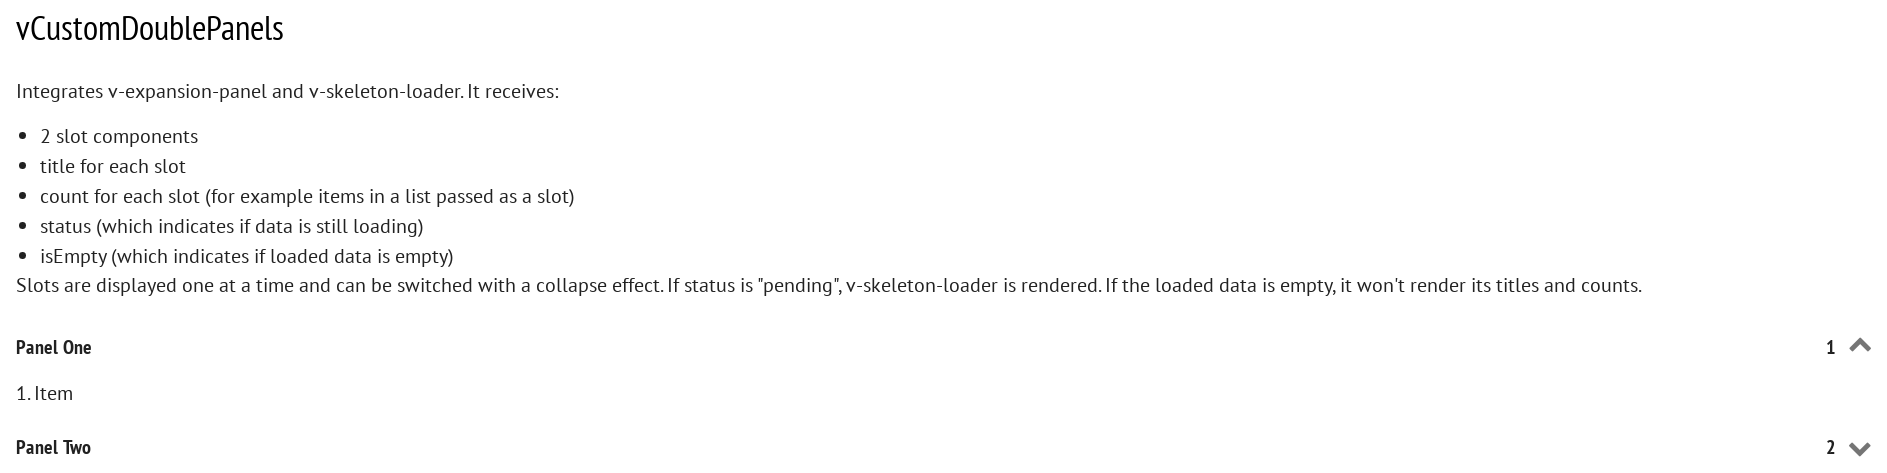 vCustomDoublePanels
Integrates v-expansion-panel and v-skeleton-loader. It receives:
• 2 slot components
• title for each slot
• count for each slot (for example items in a list passed as a slot)
• status (which indicates if data is still loading)
• isEmpty (which indicates if loaded data is empty)
Slots are displayed one at a time and can be switched with a collapse effect. If status is "pending", v-skeleton-loader is rendered. If the loaded data is empty, it won't render its titles and counts.
Panel One 1
1. Item
Panel Two 2